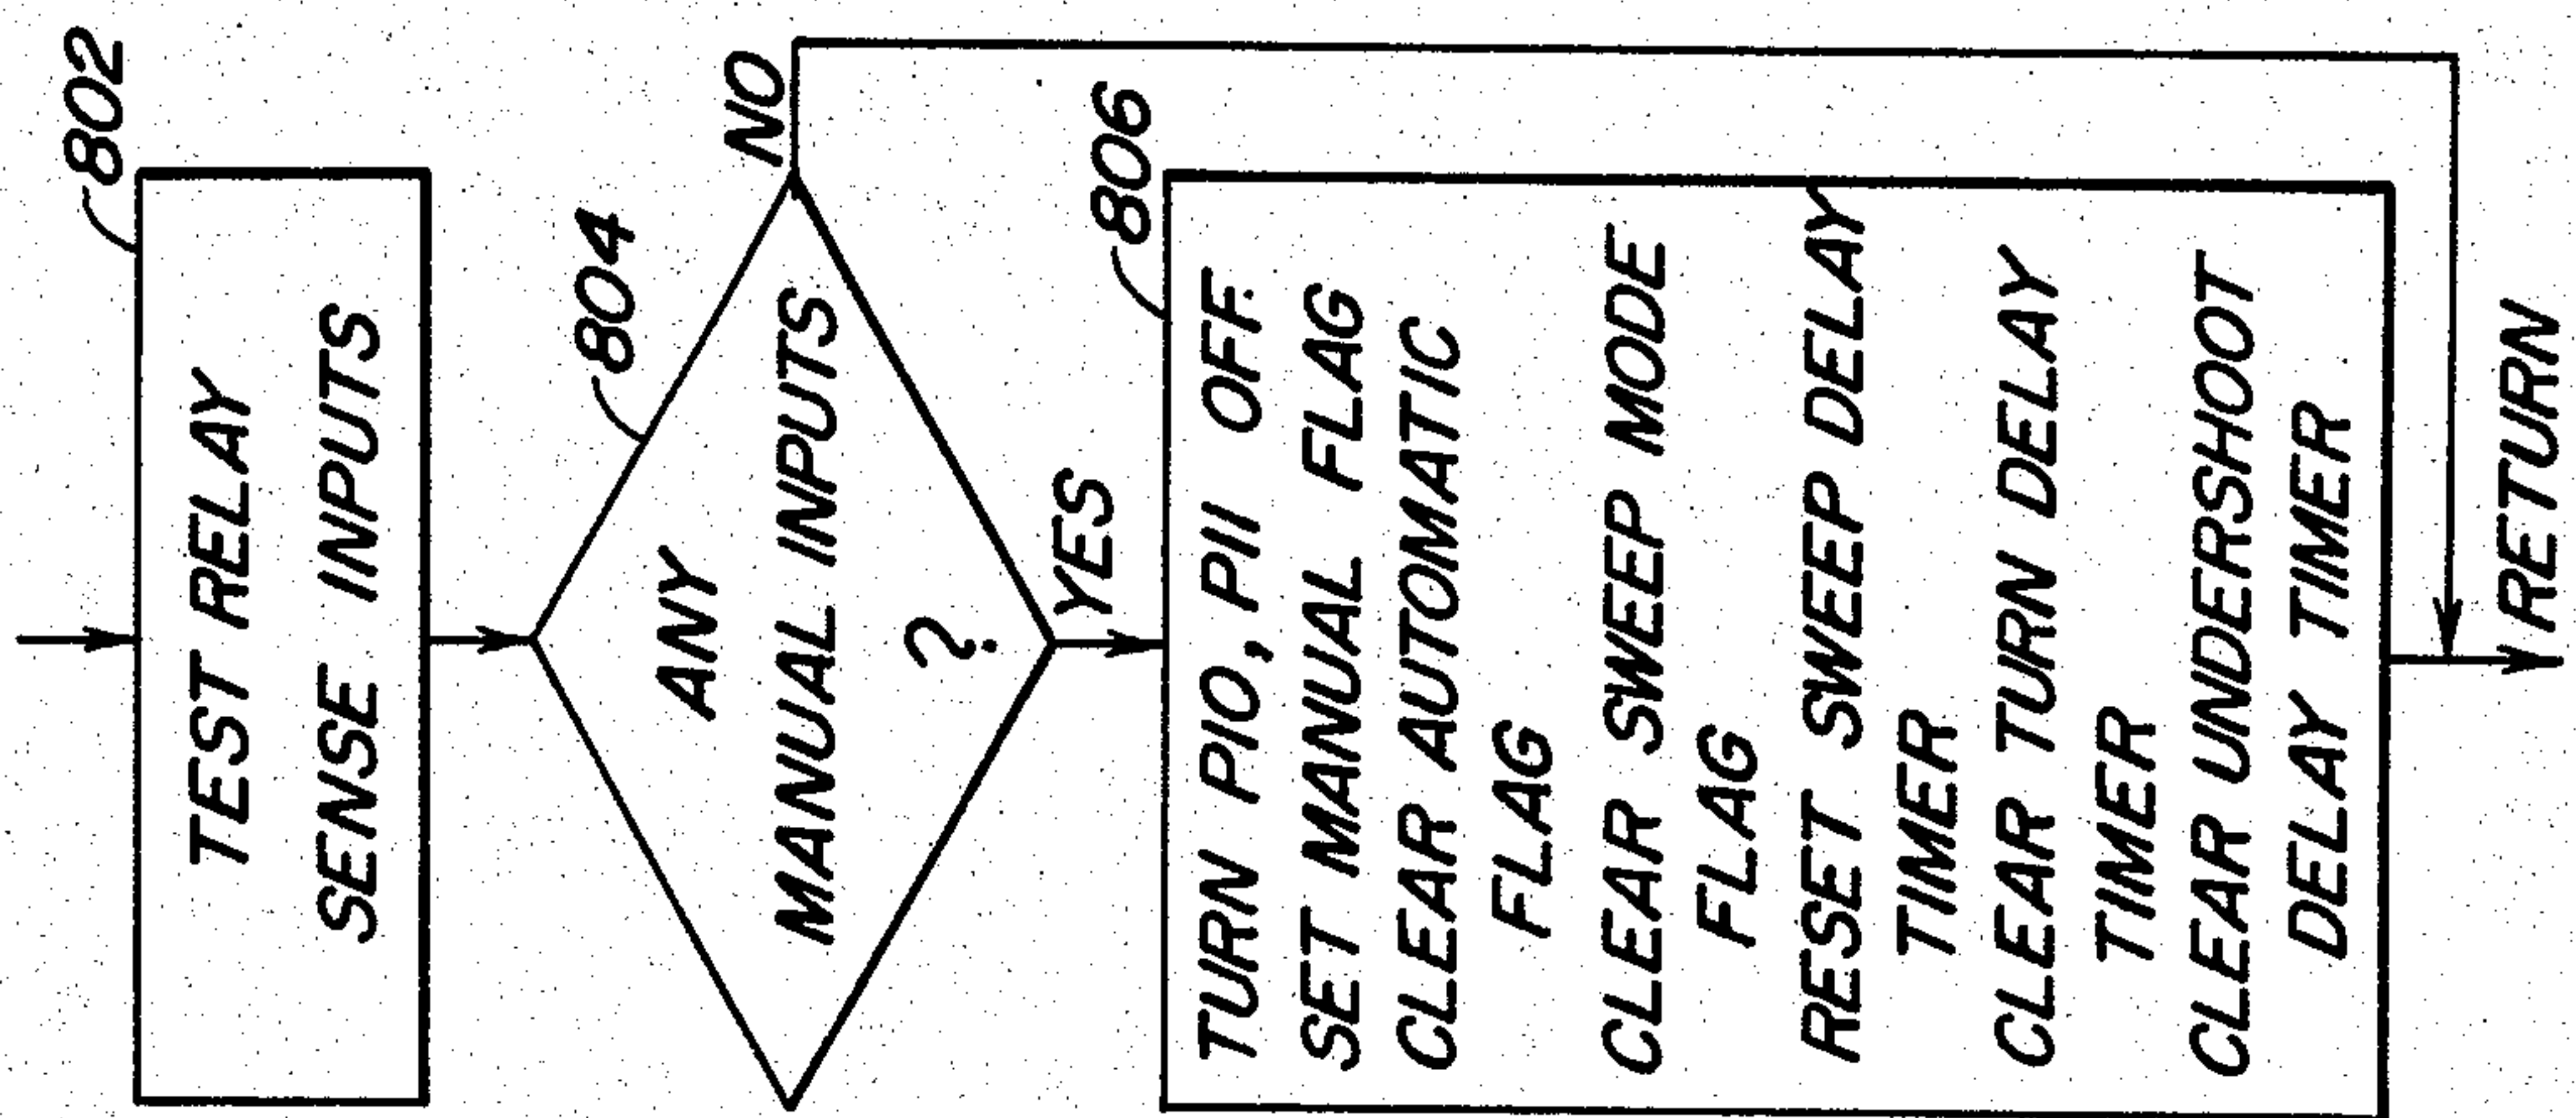 802
TEST RELAY
SENSE INPUTS
804
ANY
MANUAL INPUTS
?
NO
YES
806
TURN P10, P11 OFF
SET MANUAL FLAG
CLEAR AUTOMATIC
FLAG
CLEAR SWEEP MODE
FLAG
RESET SWEEP DELAY
TIMER
CLEAR TURN DELAY
TIMER
CLEAR UNDERSHOOT
DELAY TIMER
RETURN